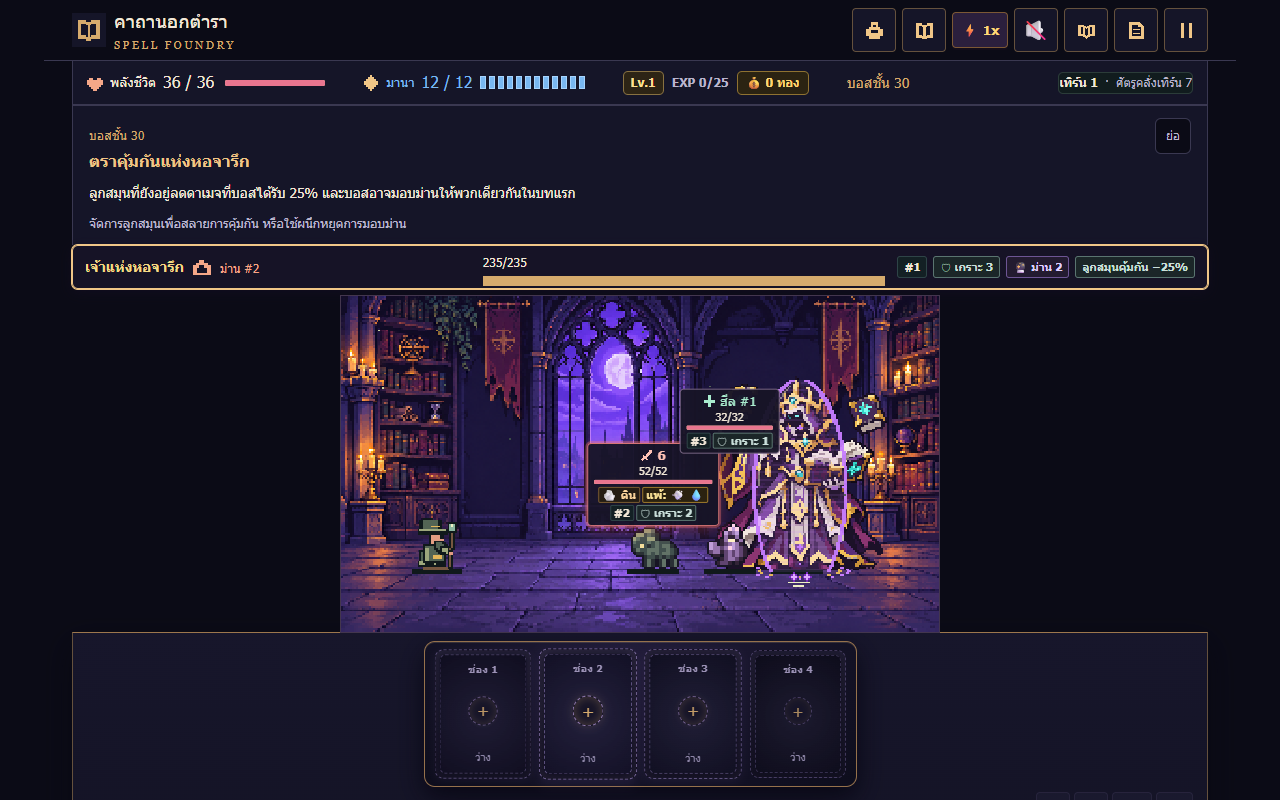 คาถานอกตำรา
SPELL FOUNDRY
1x
พลังชีวิต 36 / 36
มานา 12 / 12
Lv.1
EXP 0/25
0 ทอง
บอสชั้น 30
เทิร์น 1 · ศัตรูคลั่งเทิร์น 7
บอสชั้น 30
ย่อ
ตราคุ้มกันแห่งหอจารึก
ลูกสมุนที่ยังอยู่ลดดาเมจที่บอสได้รับ 25% และบอสอาจมอบม่านให้พวกเดียวกันในบทแรก
จัดการลูกสมุนเพื่อสลายการคุ้มกัน หรือใช้ผนึกหยุดการมอบม่าน
เจ้าแห่งหอจารึก
ม่าน #2
235/235
#1
เกราะ 3
ม่าน 2
ลูกสมุนคุ้มกัน −25%
ฮีล #1
32/32
#3
เกราะ 1
6
52/52
ดิน
แพ้:
#2
เกราะ 2
ช่อง 1
ช่อง 2
ช่อง 3
ช่อง 4
+
+
+
+
ว่าง
ว่าง
ว่าง
ว่าง